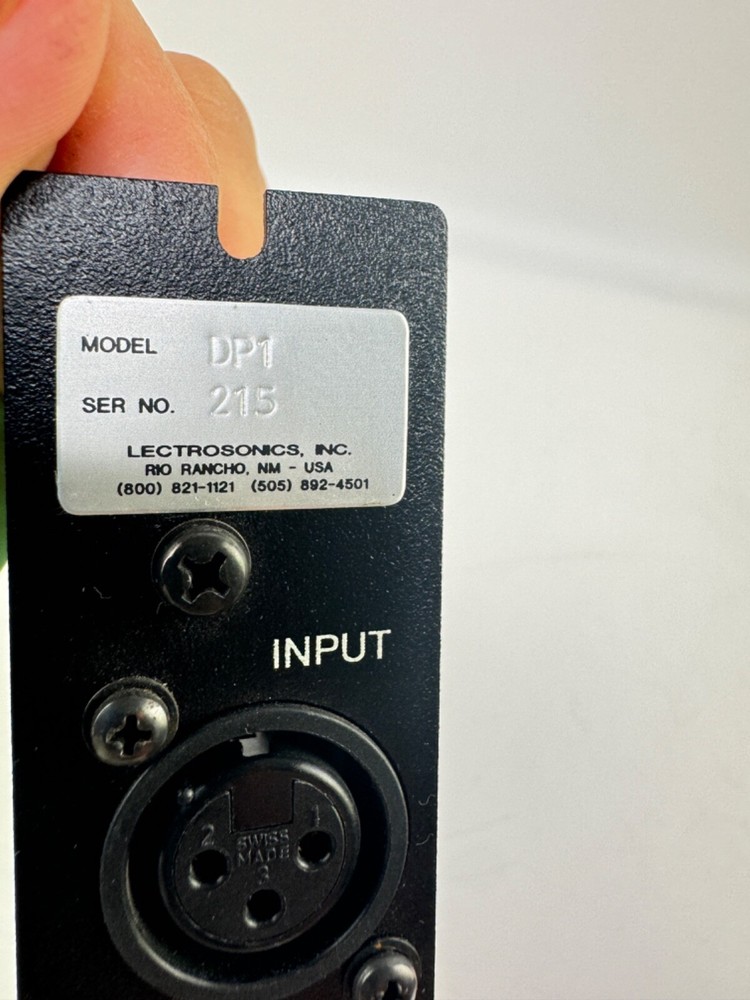 MODEL DP1
SER NO. 215
LECTROSONICS, INC.
RIO RANCHO, NM - USA
(800) 821-1121 (505) 892-4501
INPUT
2 1
SWISS
MADE
3